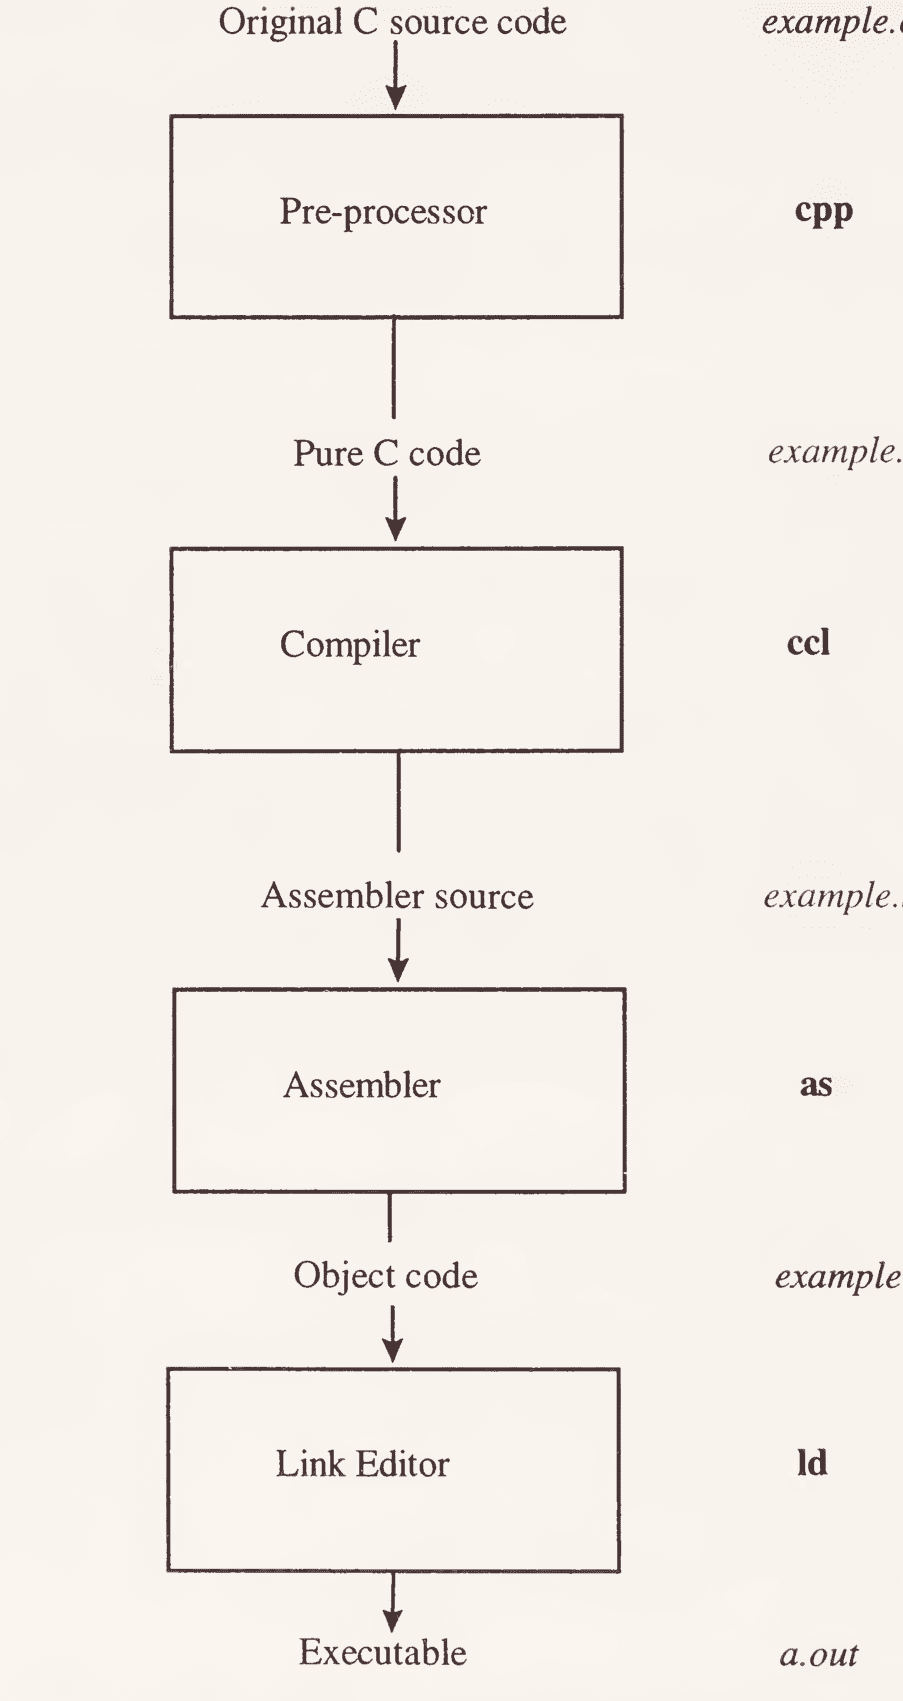 Original C source code example.
Pre-processor cpp
Pure C code example.
Compiler ccl
Assembler source example.
Assembler as
Object code example
Link Editor ld
Executable a.out